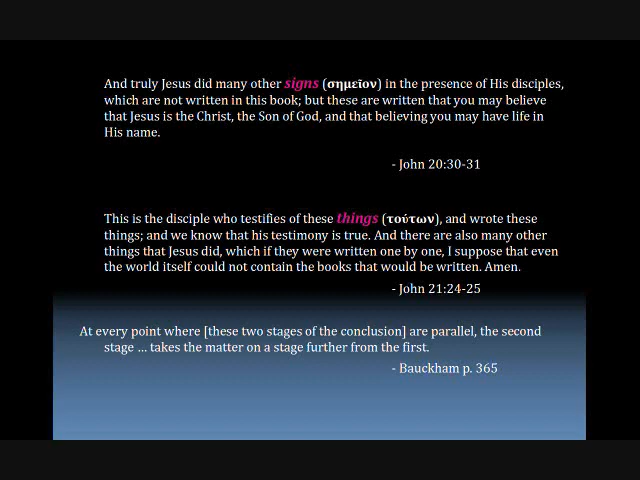 And truly Jesus did many other signs (σημεῖον) in the presence of His disciples,
which are not written in this book; but these are written that you may believe
that Jesus is the Christ, the Son of God, and that believing you may have life in
His name.
- John 20:30-31
This is the disciple who testifies of these things (τούτων), and wrote these
things; and we know that his testimony is true. And there are also many other
things that Jesus did, which if they were written one by one, I suppose that even
the world itself could not contain the books that would be written. Amen.
- John 21:24-25
At every point where [these two stages of the conclusion] are parallel, the second
stage … takes the matter on a stage further from the first.
- Bauckham p. 365